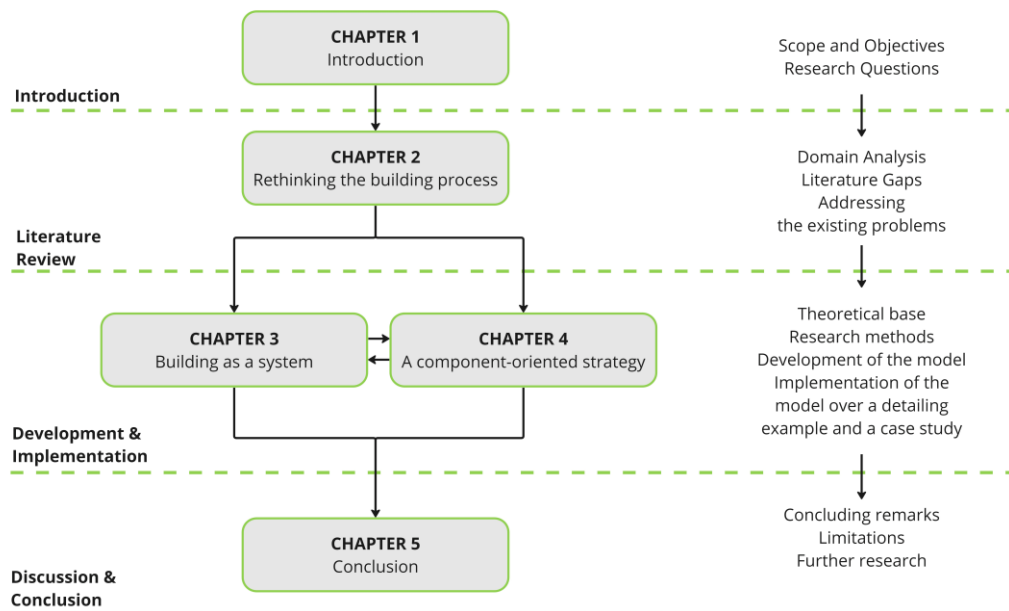 CHAPTER 1
Introduction
Scope and Objectives
Research Questions
Introduction
CHAPTER 2
Rethinking the building process
Domain Analysis
Literature Gaps
Addressing
the existing problems
Literature
Review
CHAPTER 3
Building as a system
CHAPTER 4
A component-oriented strategy
Theoretical base
Research methods
Development of the model
Implementation of the
model over a detailing
example and a case study
Development &
Implementation
CHAPTER 5
Conclusion
Concluding remarks
Limitations
Further research
Discussion &
Conclusion